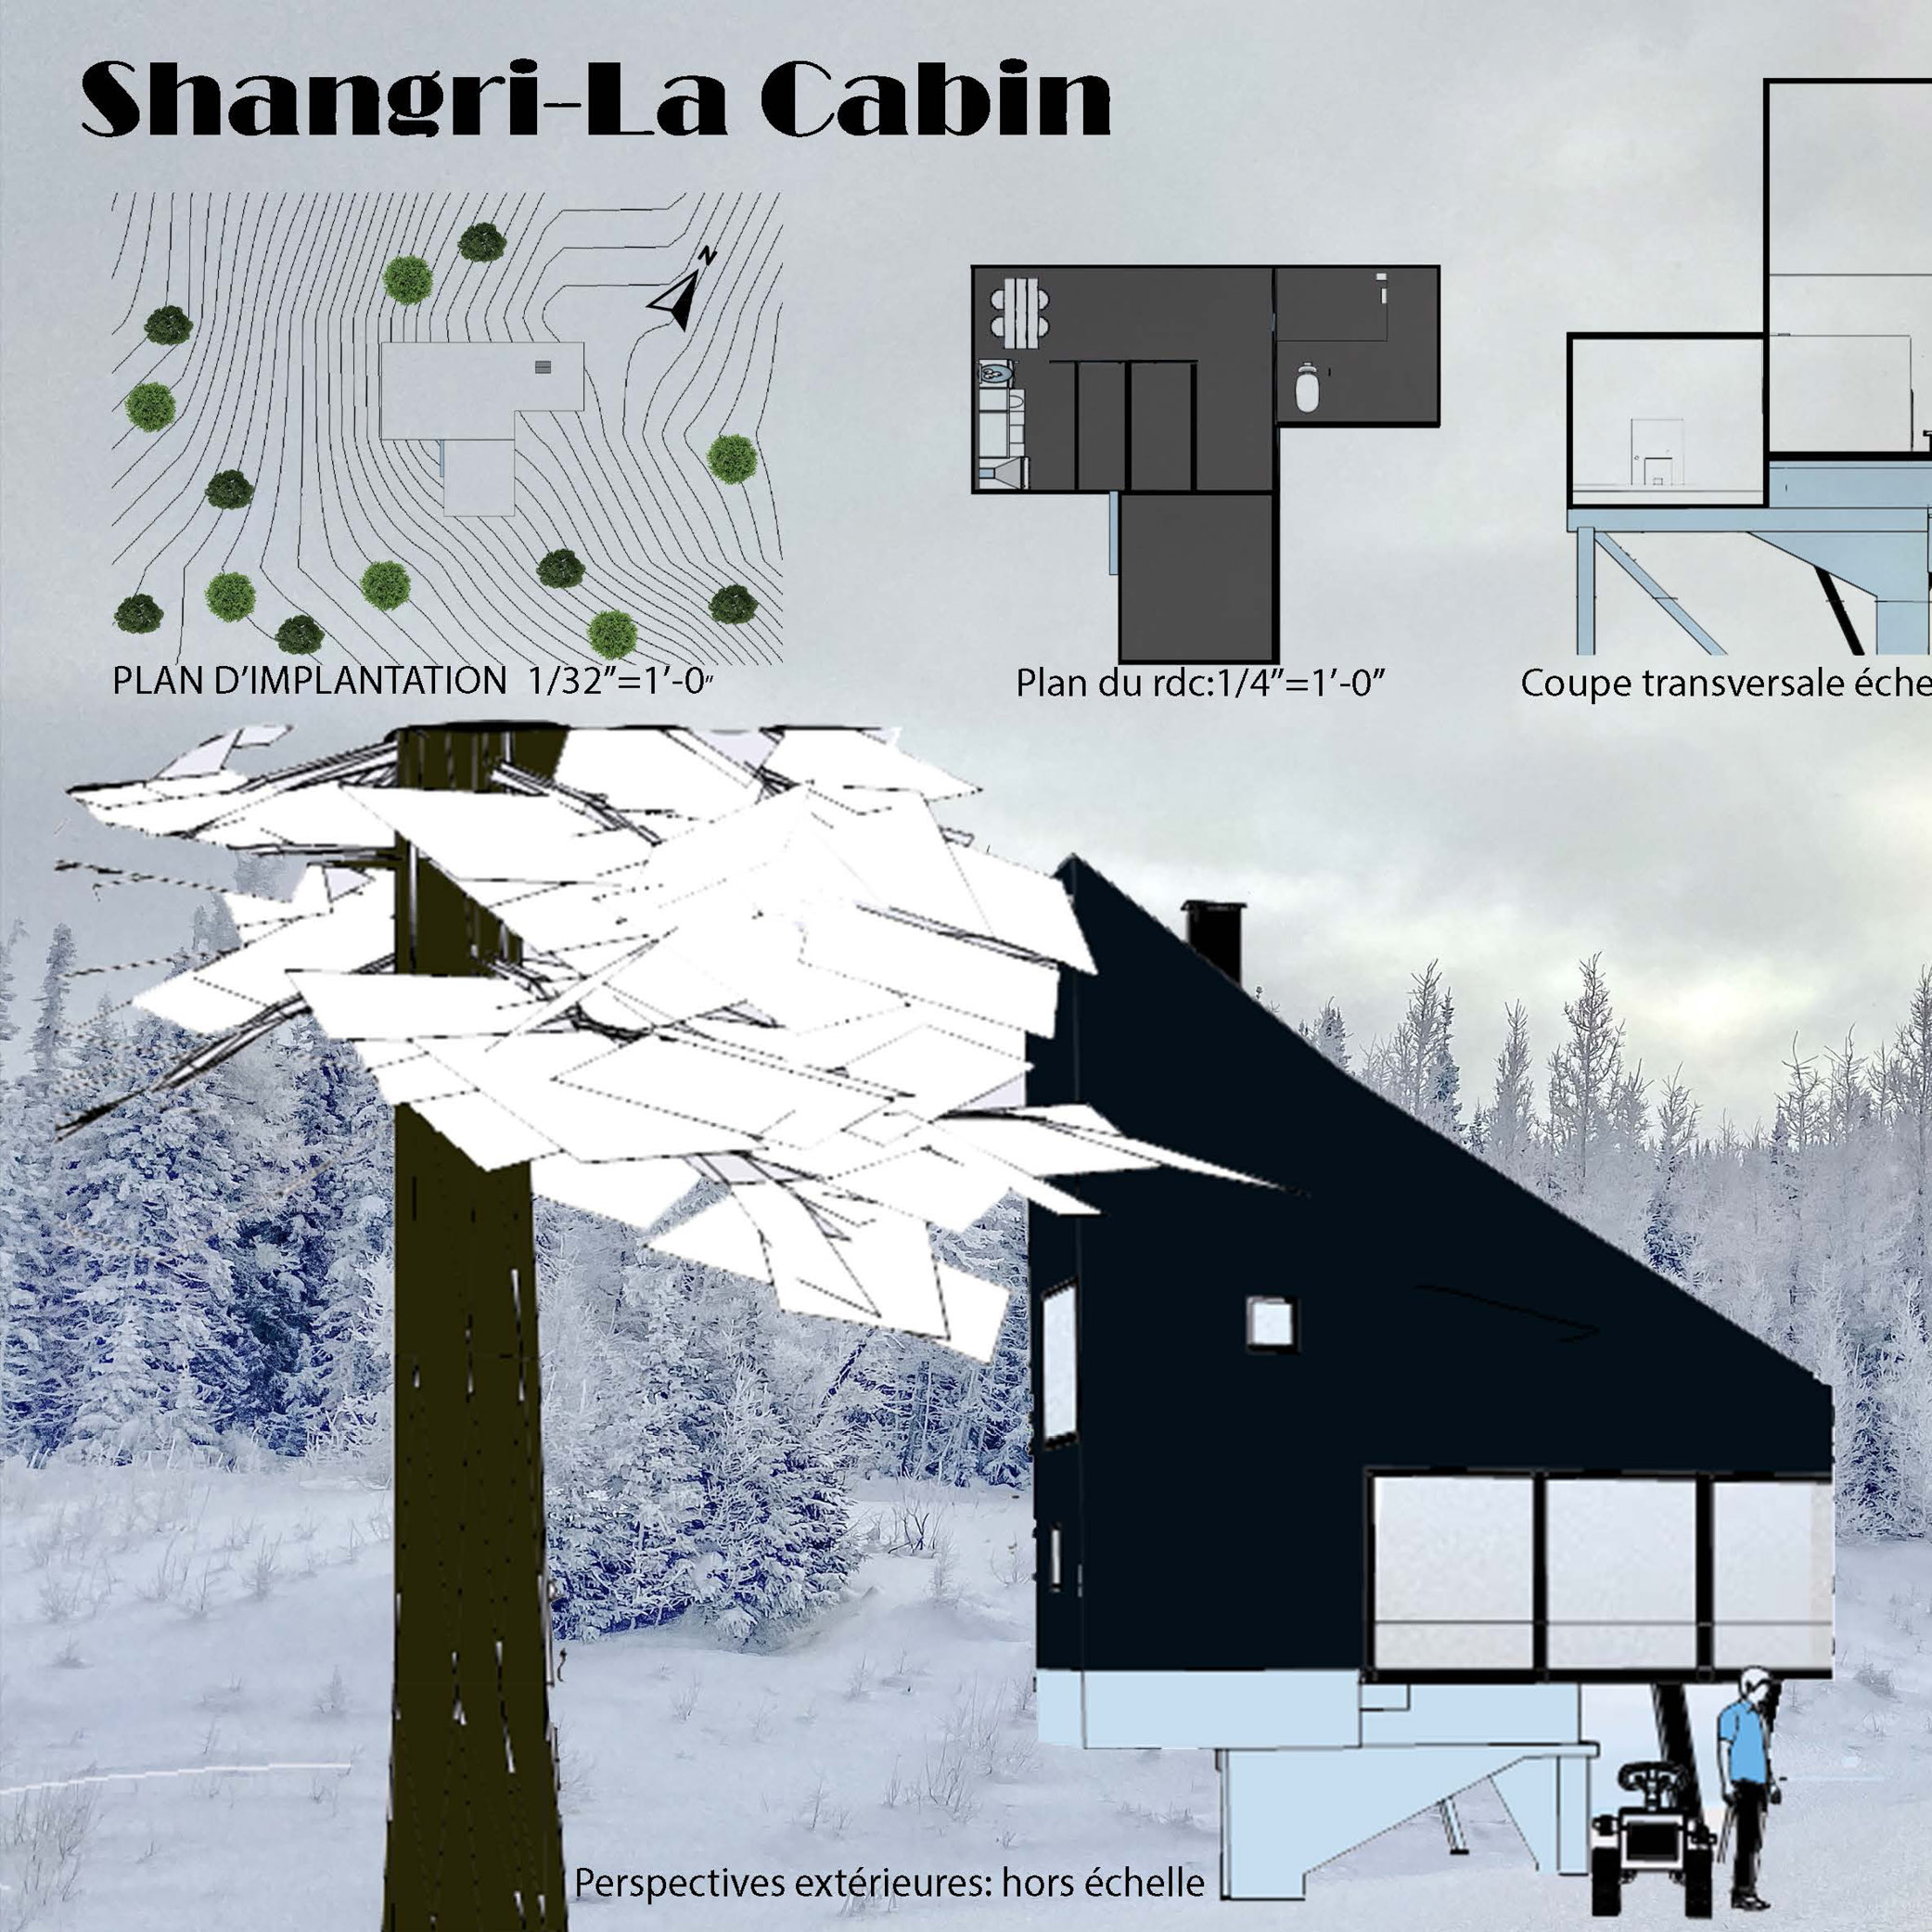 Shangri-La Cabin
N
PLAN D’IMPLANTATION 1/32”=1’-0”
Plan du rdc:1/4”=1’-0”
Coupe transversale éche
Perspectives extérieures: hors échelle